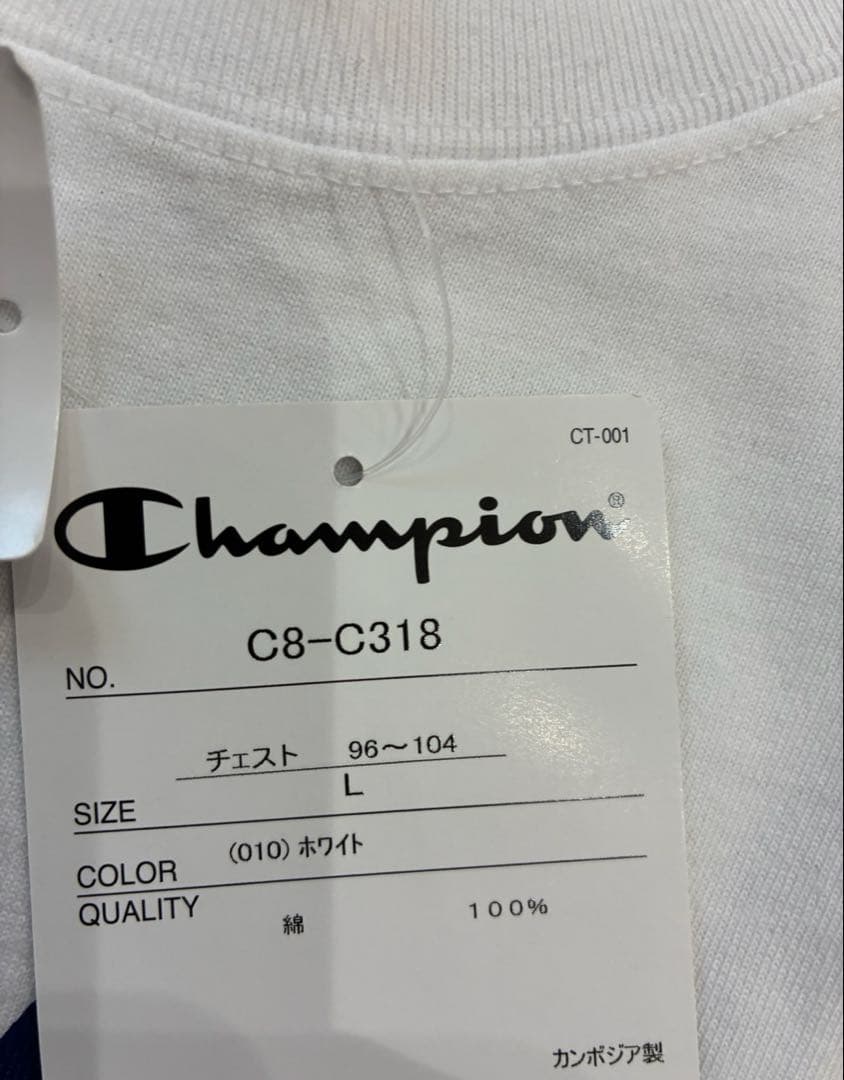 CT-001
Champion®
NO. C8-C318
チェスト 96～104
SIZE L
COLOR (010) ホワイト
QUALITY
綿 100%
カンボジア製